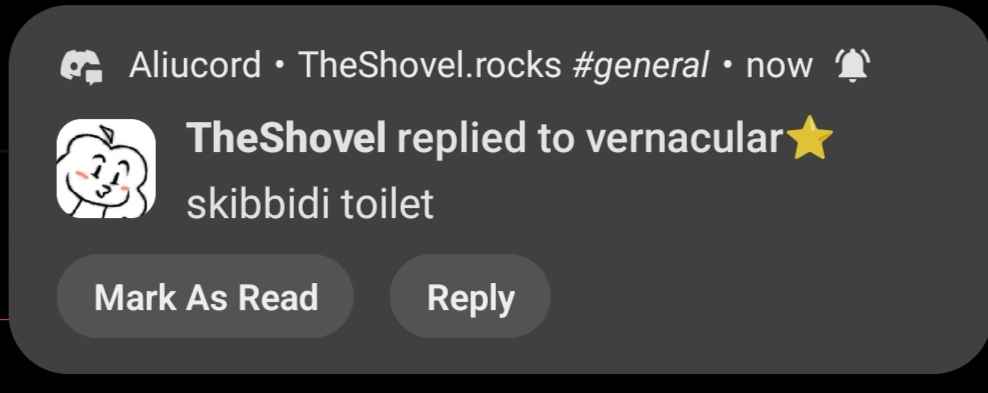 Aliucord • TheShovel.rocks #general • now
TheShovel replied to vernacular⭐
skibbidi toilet
Mark As Read
Reply